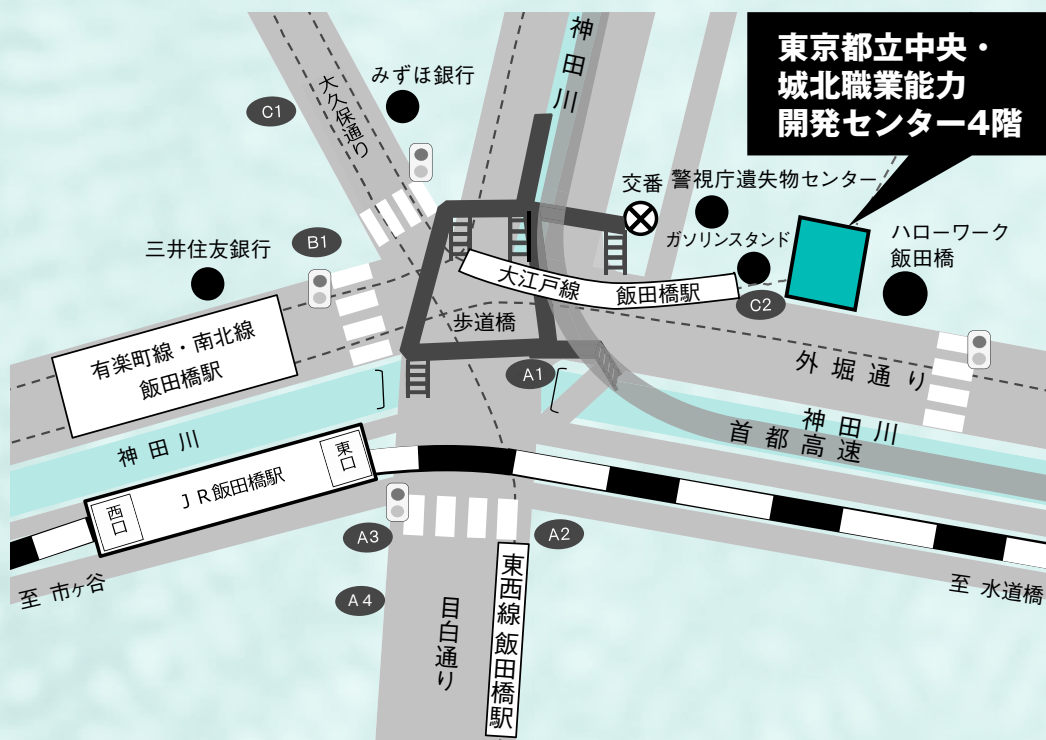 東京都立中央・
城北職業能力
開発センター4階
神田川
みずほ銀行
大久保通り
C1
交番
警視庁遺失物センター
ガソリンスタンド
ハローワーク
飯田橋
B1
三井住友銀行
大江戸線 飯田橋駅
C2
歩道橋
有楽町線・南北線
飯田橋駅
A1
外堀通り
神田川
首都高速
神田川
東口
JR飯田橋駅
西口
A3
A2
至 市ヶ谷
A4
目白通り
東西線 飯田橋駅
至 水道橋